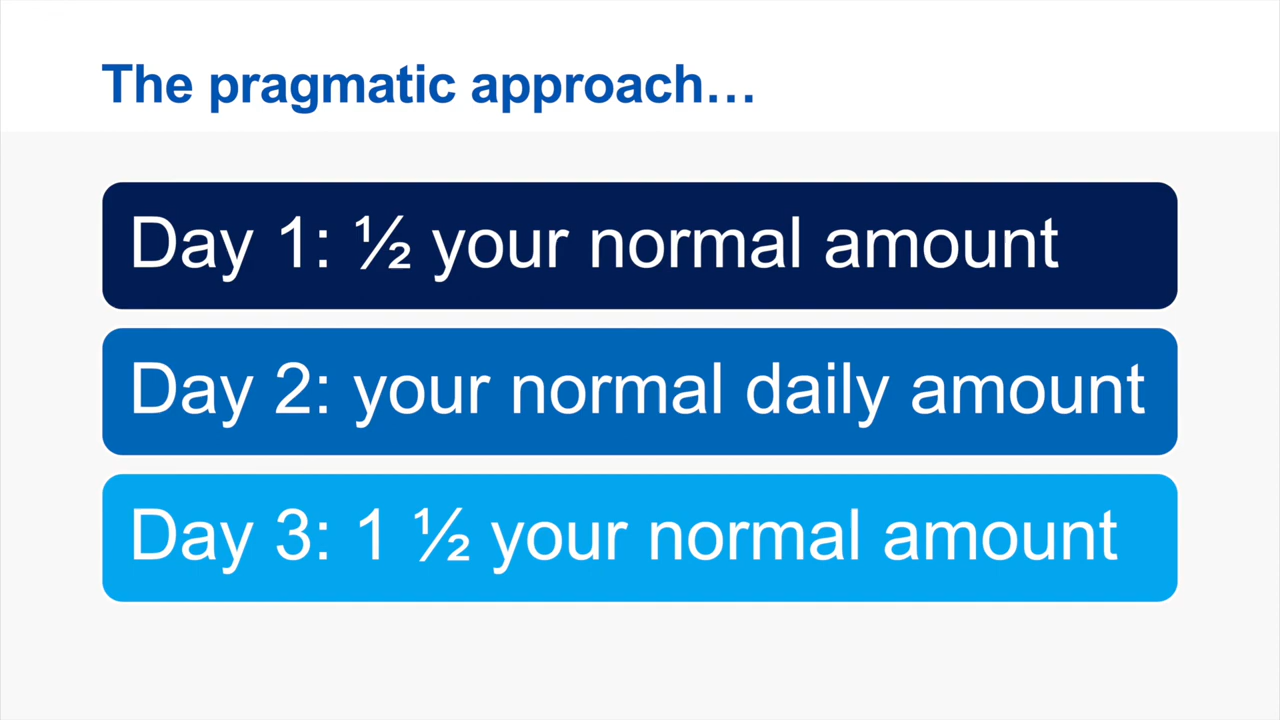 The pragmatic approach…
Day 1: ½ your normal amount
Day 2: your normal daily amount
Day 3: 1 ½ your normal amount